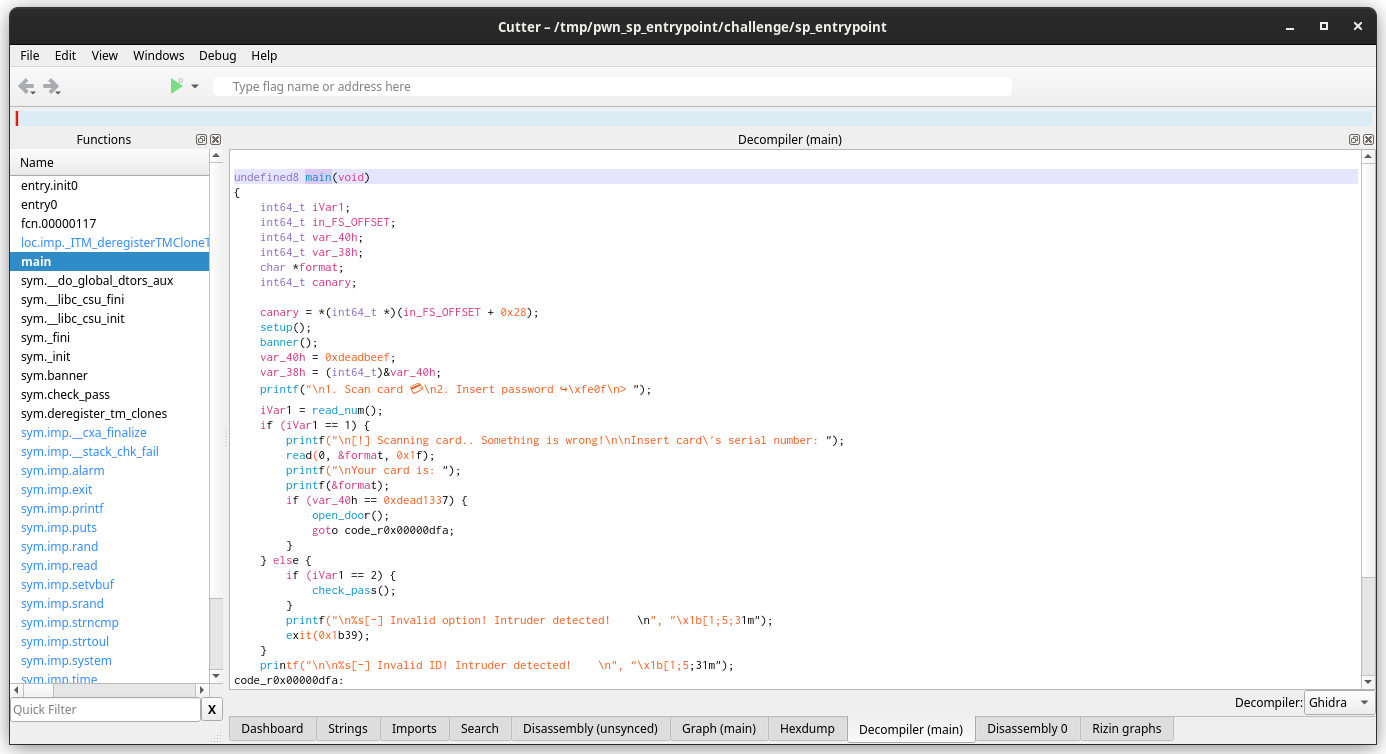 Cutter – /tmp/pwn_sp_entrypoint/challenge/sp_entrypoint
File Edit View Windows Debug Help
Type flag name or address here
Functions
Name
entry.init0
entry0
fcn.00000117
loc.imp._ITM_deregisterTMCloneT
main
sym.__do_global_dtors_aux
sym.__libc_csu_fini
sym.__libc_csu_init
sym._fini
sym._init
sym.banner
sym.check_pass
sym.deregister_tm_clones
sym.imp.__cxa_finalize
sym.imp.__stack_chk_fail
sym.imp.alarm
sym.imp.exit
sym.imp.printf
sym.imp.puts
sym.imp.rand
sym.imp.read
sym.imp.setvbuf
sym.imp.srand
sym.imp.strncmp
sym.imp.strtoul
sym.imp.system
sym.imp.time
Quick Filter X
Decompiler (main)
undefined8 main(void)
{
    int64_t iVar1;
    int64_t in_FS_OFFSET;
    int64_t var_40h;
    int64_t var_38h;
    char *format;
    int64_t canary;
    canary = *(int64_t *)(in_FS_OFFSET + 0x28);
    setup();
    banner();
    var_40h = 0xdeadbeef;
    var_38h = (int64_t)&var_40h;
    printf("\n1. Scan card 💳\n2. Insert password ↪\xfe0f\n> ");
    iVar1 = read_num();
    if (iVar1 == 1) {
        printf("\n[!] Scanning card.. Something is wrong!\n\nInsert card\'s serial number: ");
        read(0, &format, 0x1f);
        printf("\nYour card is: ");
        printf(&format);
        if (var_40h == 0xdead1337) {
            open_door();
            goto code_r0x00000dfa;
        }
    } else {
        if (iVar1 == 2) {
            check_pass();
        }
        printf("\n%s[-] Invalid option! Intruder detected!    \n", "\x1b[1;5;31m");
        exit(0x1b39);
    }
    printf("\n\n%s[-] Invalid ID! Intruder detected!    \n", "\x1b[1;5;31m");
code_r0x00000dfa:
Decompiler: Ghidra
Dashboard Strings Imports Search Disassembly (unsynced) Graph (main) Hexdump Decompiler (main) Disassembly 0 Rizin graphs